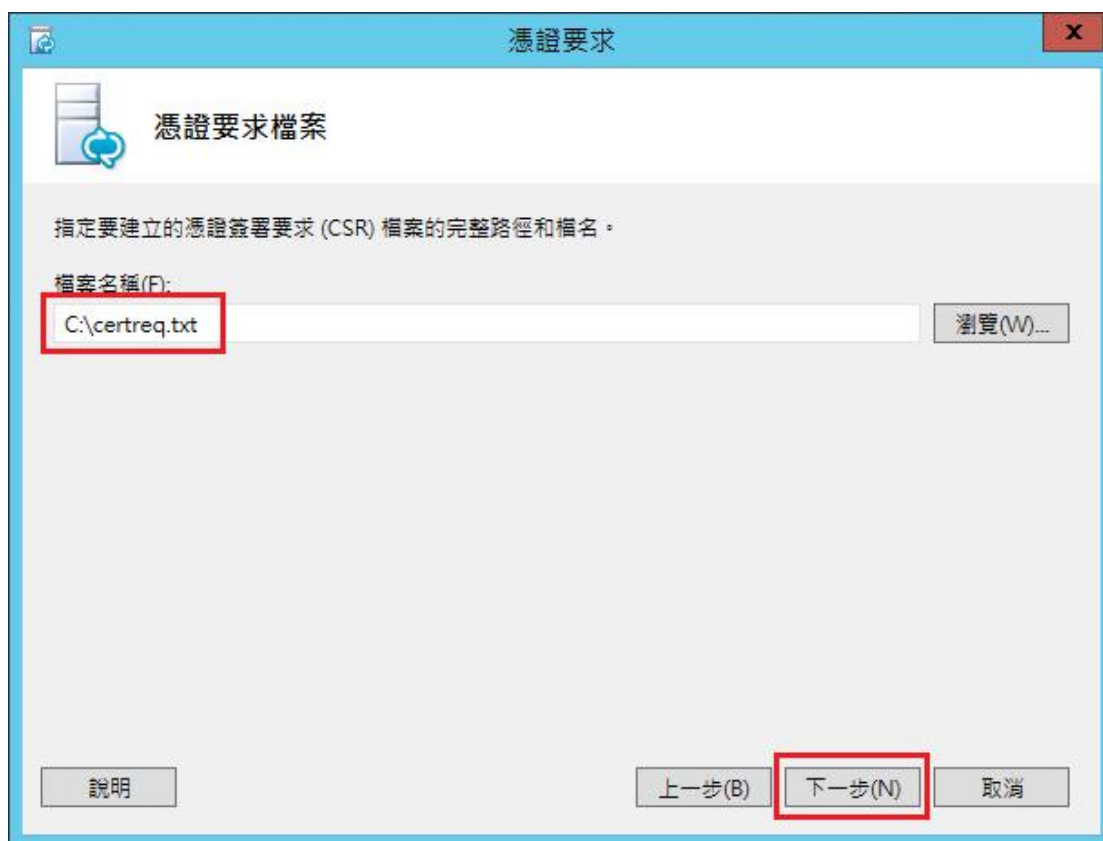 憑證要求
x
憑證要求檔案
指定要建立的憑證簽署要求 (CSR) 檔案的完整路徑和檔名。
檔案名稱(F):
C:\certreq.txt
瀏覽(W)...
說明
上一步(B)
下一步(N)
取消